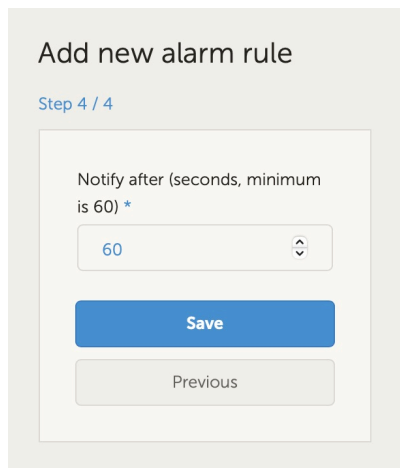 Add new alarm rule
Step 4 / 4
Notify after (seconds, minimum
is 60) *
60
Save
Previous